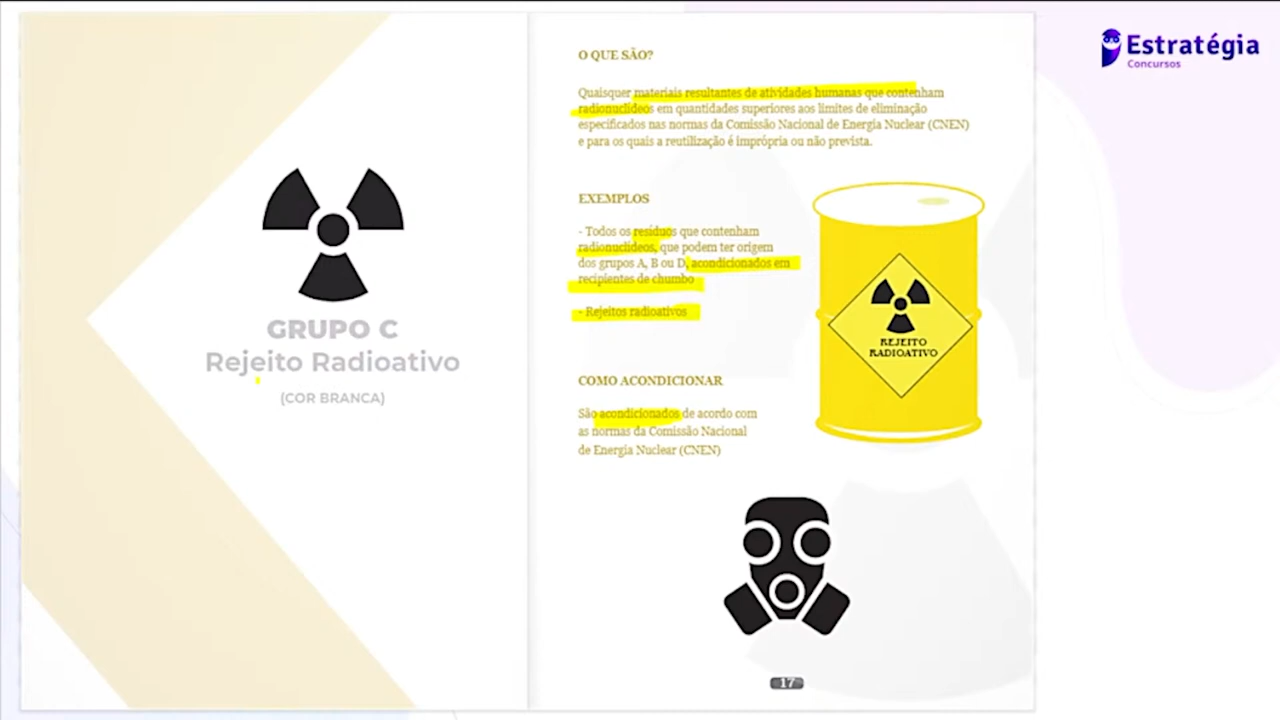 Estratégia
Concursos
GRUPO C
Rejeito Radioativo
(COR BRANCA)
O QUE SÃO?
Quaisquer materiais resultantes de atividades humanas que contenham
radionuclídeos em quantidades superiores aos limites de eliminação
especificados nas normas da Comissão Nacional de Energia Nuclear (CNEN)
e para os quais a reutilização é imprópria ou não prevista.
EXEMPLOS
- Todos os resíduos que contenham
radionuclídeos, que podem ter origem
dos grupos A, B ou D, acondicionados em
recipientes de chumbo
- Rejeitos radioativos
REJEITO
RADIOATIVO
COMO ACONDICIONAR
São acondicionados de acordo com
as normas da Comissão Nacional
de Energia Nuclear (CNEN)
17